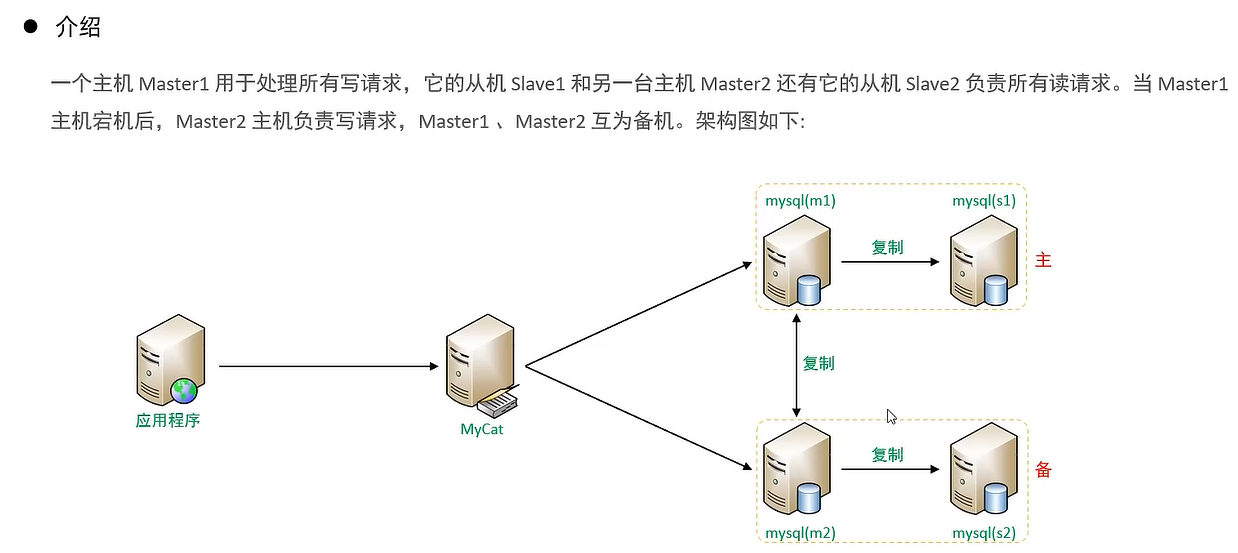 ● 介绍
一个主机 Master1 用于处理所有写请求，它的从机 Slave1 和另一台主机 Master2 还有它的从机 Slave2 负责所有读请求。当 Master1
主机宕机后，Master2 主机负责写请求，Master1 、Master2 互为备机。架构图如下:
mysql(m1)
mysql(s1)
复制
主
复制
应用程序
MyCat
复制
备
mysql(m2)
mysql(s2)